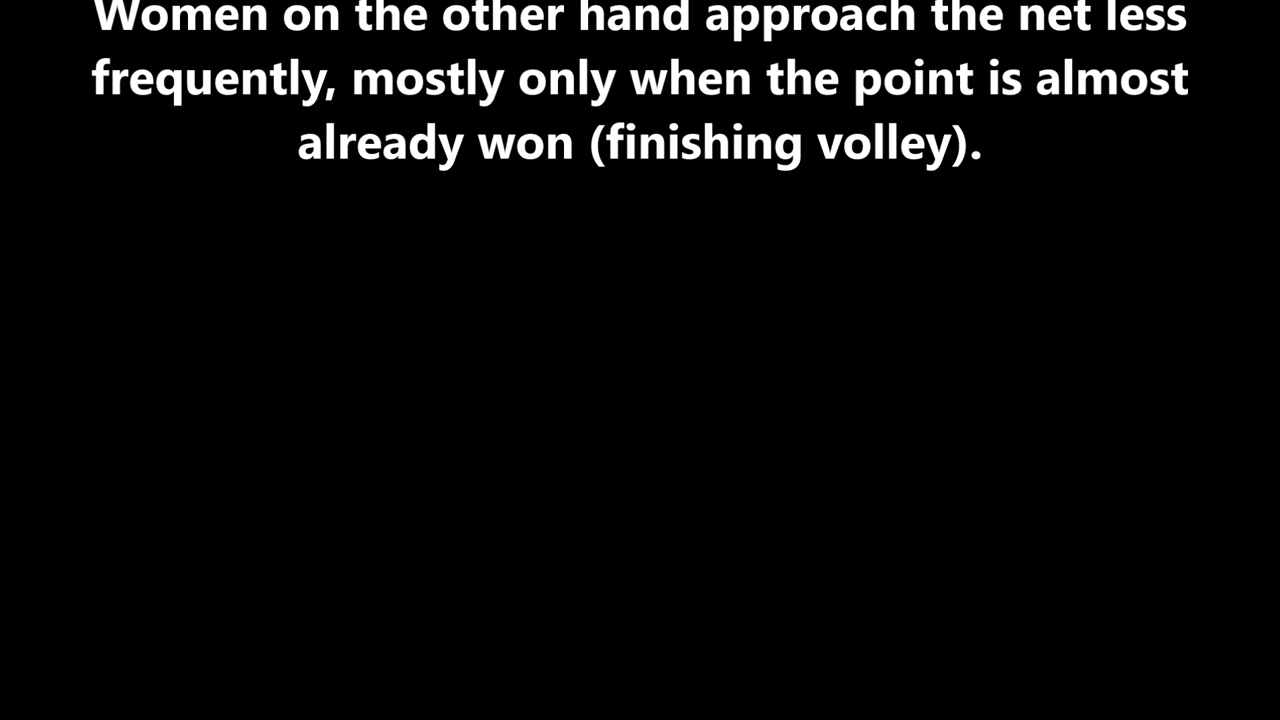 Women on the other hand approach the net less
frequently, mostly only when the point is almost
already won (finishing volley).